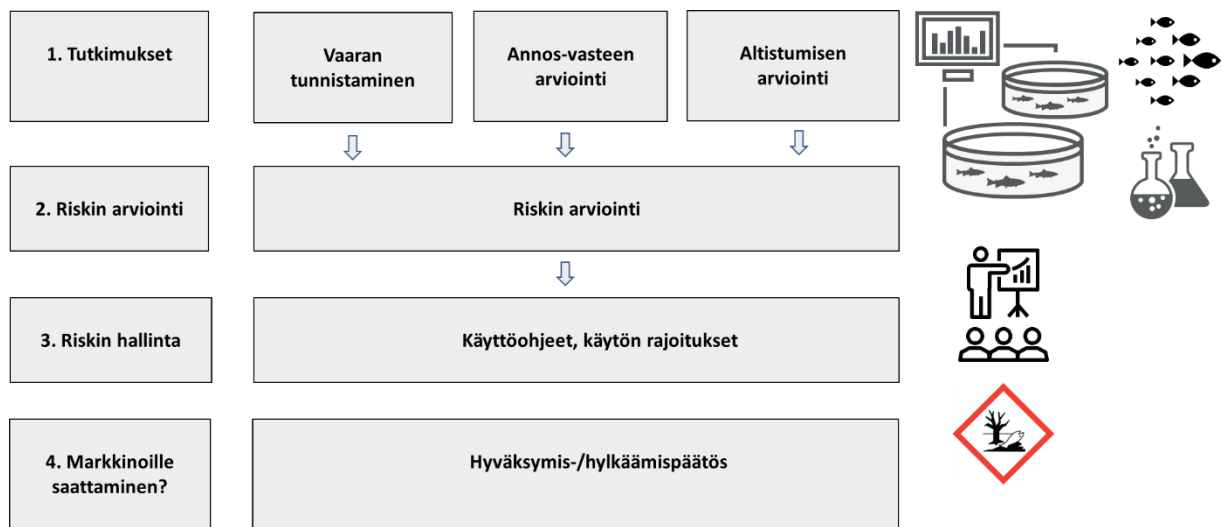 1. Tutkimukset
Vaaran
tunnistaminen
Annos-vasteen
arviointi
Altistumisen
arviointi
2. Riskin arviointi
Riskin arviointi
3. Riskin hallinta
Käyttöohjeet, käytön rajoitukset
4. Markkinoille
saattaminen?
Hyväksymis-/hylkäämispäätös